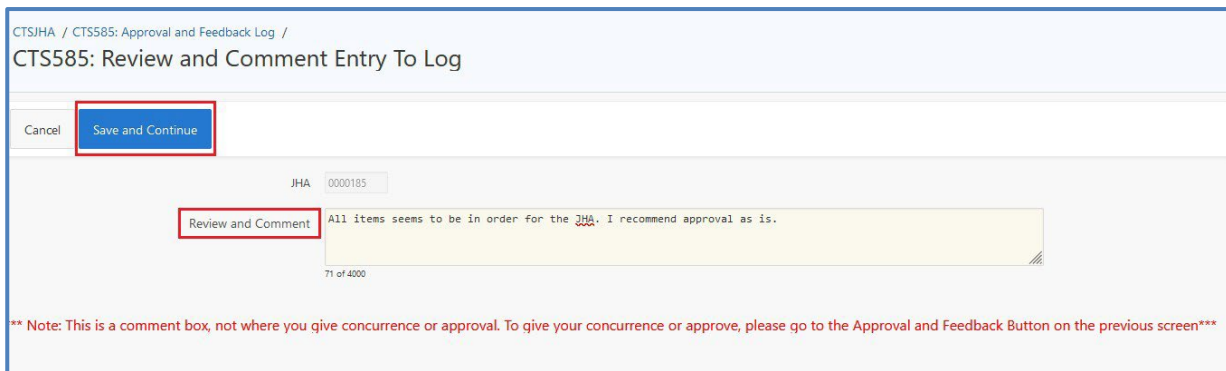 CTSJHA / CTS585: Approval and Feedback Log /
CTS585: Review and Comment Entry To Log
Cancel Save and Continue
JHA 0000185
Review and Comment All items seems to be in order for the JHA. I recommend approval as is.
71 of 4000
** Note: This is a comment box, not where you give concurrence or approval. To give your concurrence or approve, please go to the Approval and Feedback Button on the previous screen***